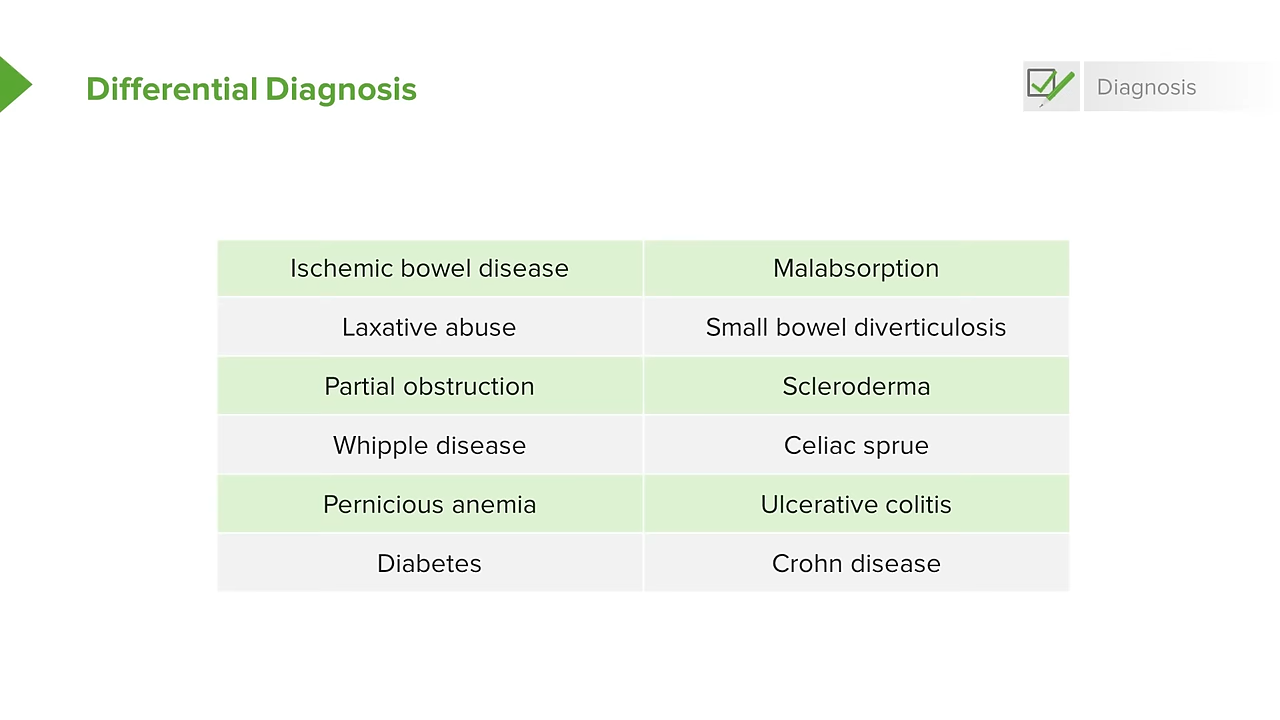 Differential Diagnosis
Diagnosis
Ischemic bowel disease
Malabsorption
Laxative abuse
Small bowel diverticulosis
Partial obstruction
Scleroderma
Whipple disease
Celiac sprue
Pernicious anemia
Ulcerative colitis
Diabetes
Crohn disease